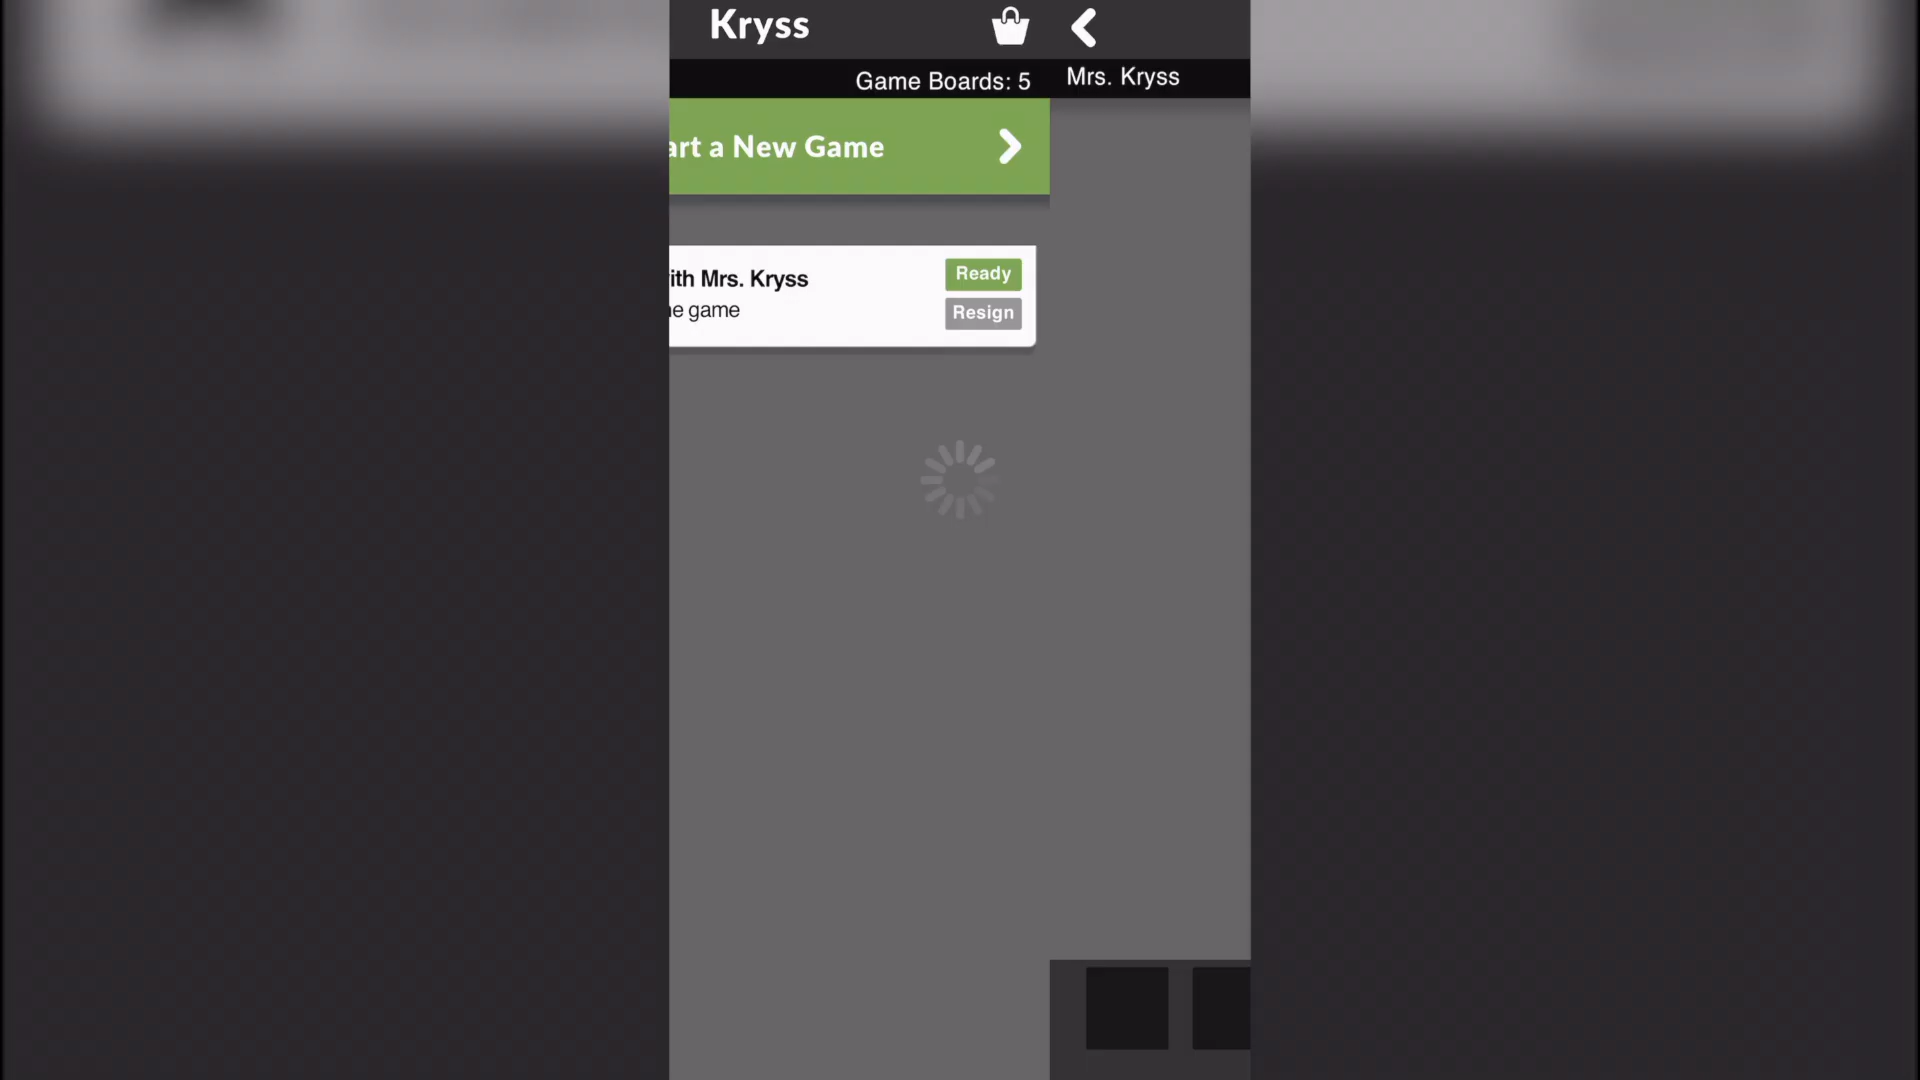 Kryss
Game Boards: 5
Mrs. Kryss
art a New Game
ith Mrs. Kryss
Ready
e game
Resign